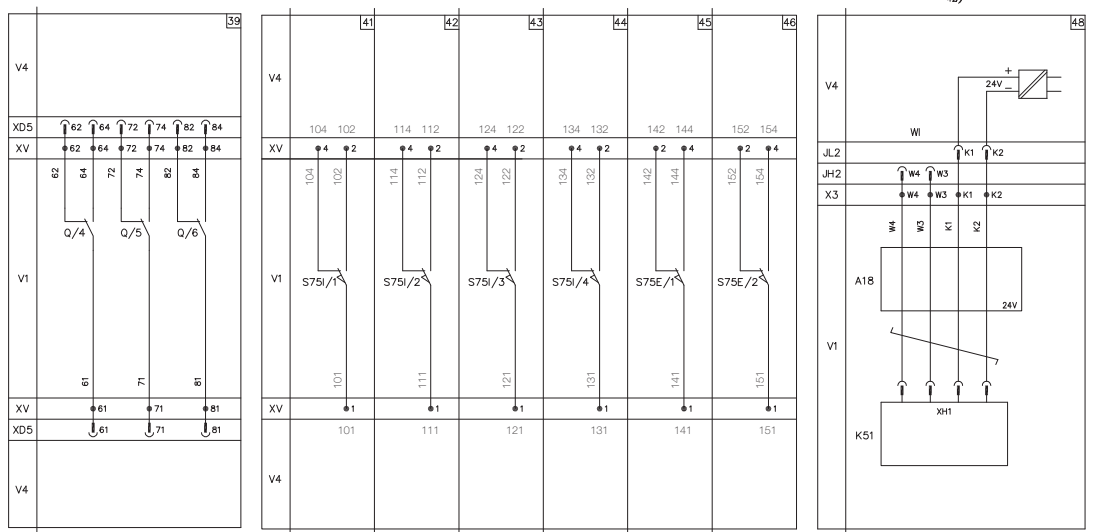 39
V4
XD5 62 64 72 74 82 84
XV 62 64 72 74 82 84
62 64 72 74 82 84
Q/4 Q/5 Q/6
V1
61 71 81
XV 61 71 81
XD5 61 71 81
V4
41 42 43 44 45 46
V4
104 102 114 112 124 122 134 132 142 144 152 154
XV 4 2 4 2 4 2 4 2 2 4 2 4
104 102 114 112 124 122 134 132 142 144 152 154
V1 S75I/1 S75I/2 S75I/3 S75I/4 S75E/1 S75E/2
101 111 121 131 141 151
XV 1 1 1 1 1 1
101 111 121 131 141 151
V4
48
V4
+
24V −
WI
JL2 K1 K2
JH2 W4 W3
X3 W4 W3 K1 K2
W4 W3 K1 K2
A18
24V
V1
XH1
K51